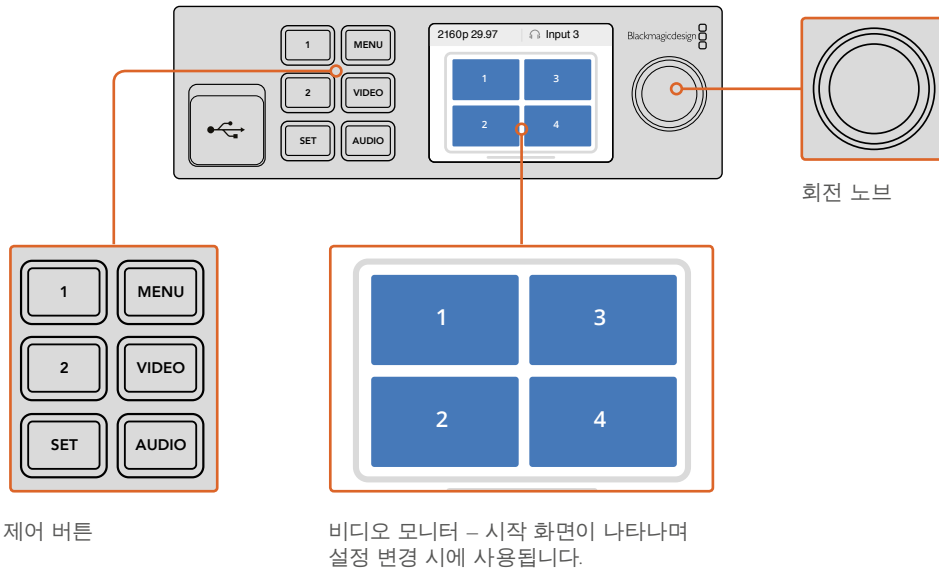 1
MENU
2
VIDEO
SET
AUDIO
2160p 29.97
Input 3
1
3
2
4
Blackmagicdesign
회전 노브
1
MENU
2
VIDEO
SET
AUDIO
제어 버튼
1
3
2
4
비디오 모니터 – 시작 화면이 나타나며
설정 변경 시에 사용됩니다.